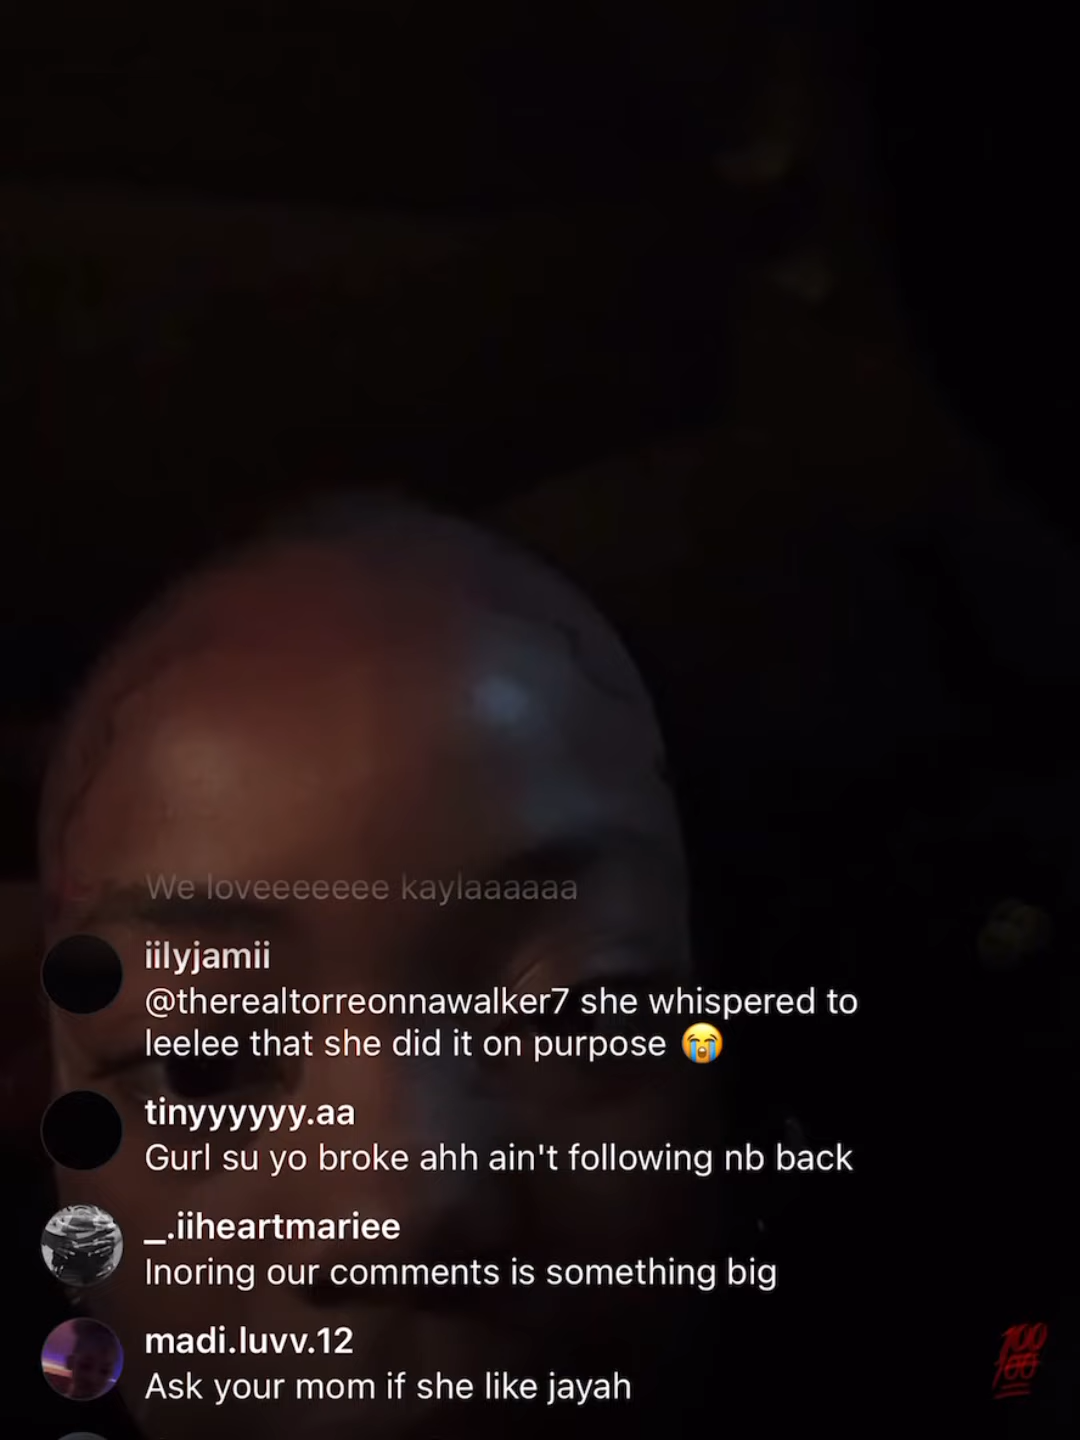 We loveeeeeee kaylaaaaaa
iilyjamii
@therealtorreonnawalker7 she whispered to
leelee that she did it on purpose 😭
tinyyyyyy.aa
Gurl su yo broke ahh ain't following nb back
_.iiheartmariee
Inoring our comments is something big
madi.luvv.12
Ask your mom if she like jayah
💯